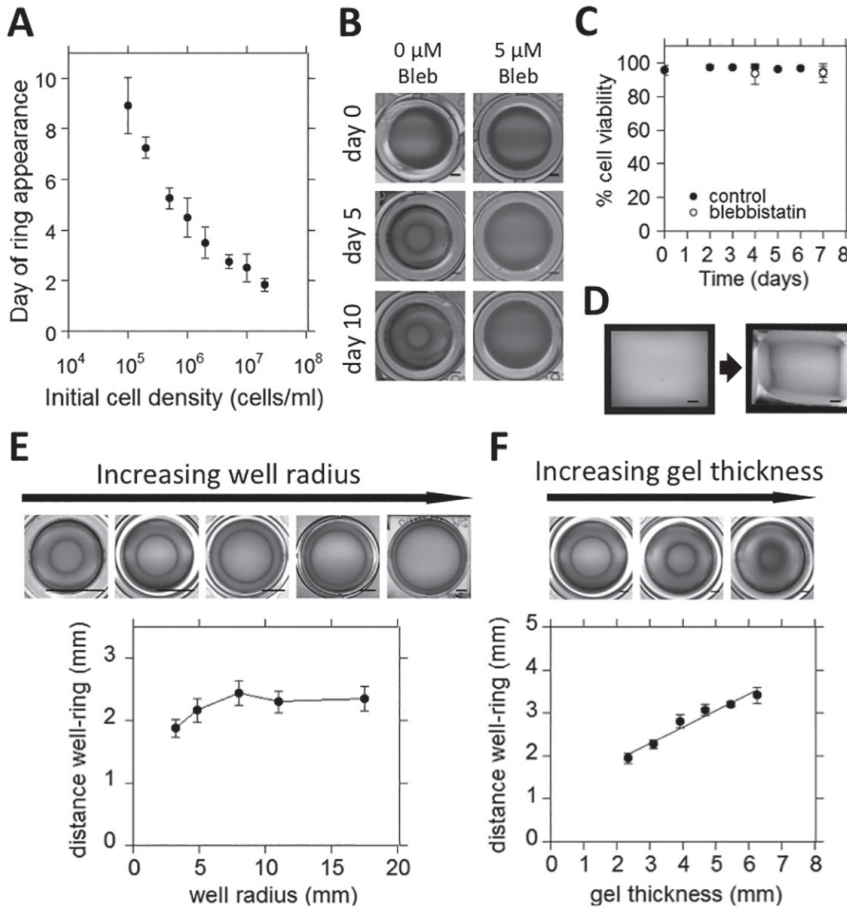 A
10
8
6
4
2
0
Day of ring appearance
10^4
10^5
10^6
10^7
10^8
Initial cell density (cells/ml)
B
0 µM
Bleb
5 µM
Bleb
day 0
day 5
day 10
C
100
80
60
40
20
0
% cell viability
control
blebbistatin
0 1 2 3 4 5 6 7 8
Time (days)
D
E
Increasing well radius
3
2
1
0
distance well-ring (mm)
0 5 10 15 20
well radius (mm)
F
Increasing gel thickness
5
4
3
2
1
0
distance well-ring (mm)
0 1 2 3 4 5 6 7 8
gel thickness (mm)